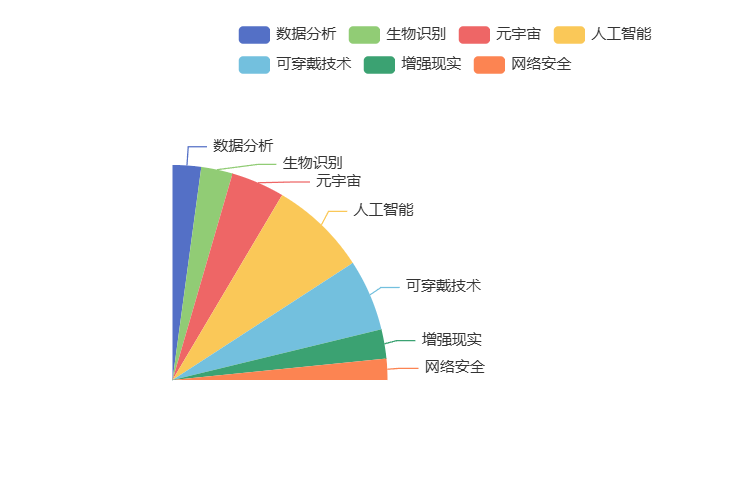 数据分析 生物识别 元宇宙 人工智能
可穿戴技术 增强现实 网络安全
数据分析
生物识别
元宇宙
人工智能
可穿戴技术
增强现实
网络安全